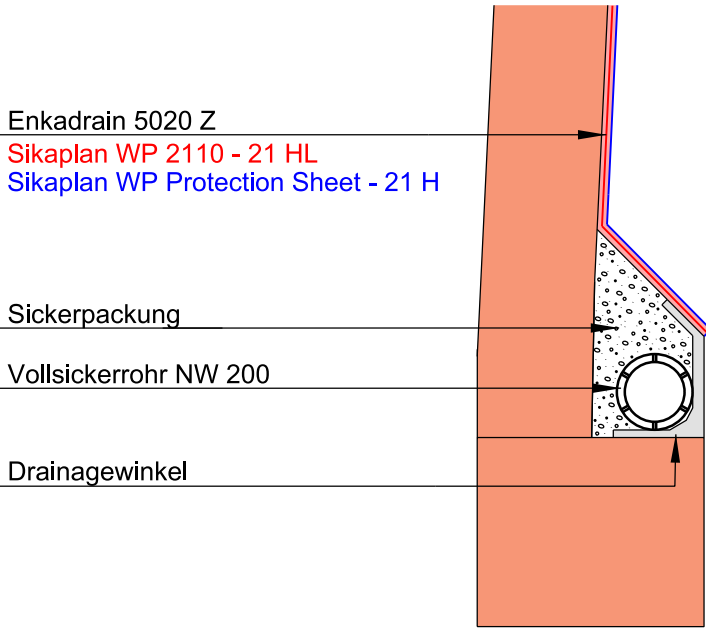 Enkadrain 5020 Z
Sikaplan WP 2110 - 21 HL
Sikaplan WP Protection Sheet - 21 H
Sickerpackung
Vollsickerrohr NW 200
Drainagewinkel